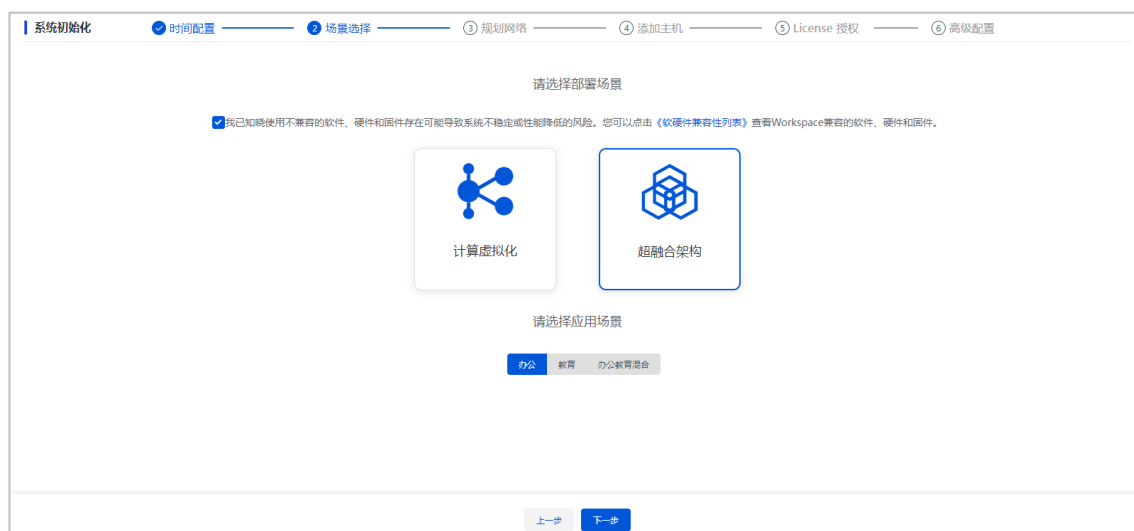 系统初始化 时间配置 2 场景选择 3 规划网络 4 添加主机 5 License 授权 6 高级配置
请选择部署场景
我已知晓使用不兼容的软件、硬件和固件存在可能导致系统不稳定或性能降低的风险。您可以点击《软硬件兼容性列表》查看Workspace兼容的软件、硬件和固件。
计算虚拟化 超融合架构
请选择应用场景
办公 教育 办公教育混合
上一步 下一步